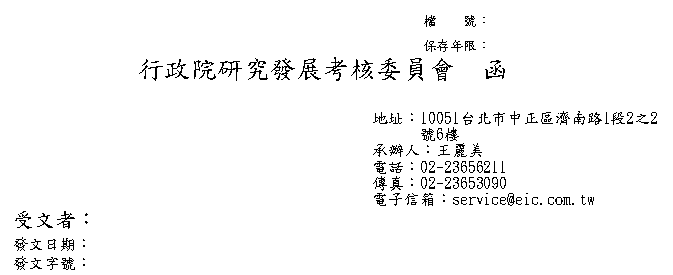 檔　　號：
保存年限：
行政院研究發展考核委員會　函
地址：10051台北市中正區濟南路1段2之2
號6樓
承辦人：王麗美
電話：02-23656211
傳真：02-23653090
電子信箱：service@eic.com.tw
受文者：
發文日期：
發文字號：